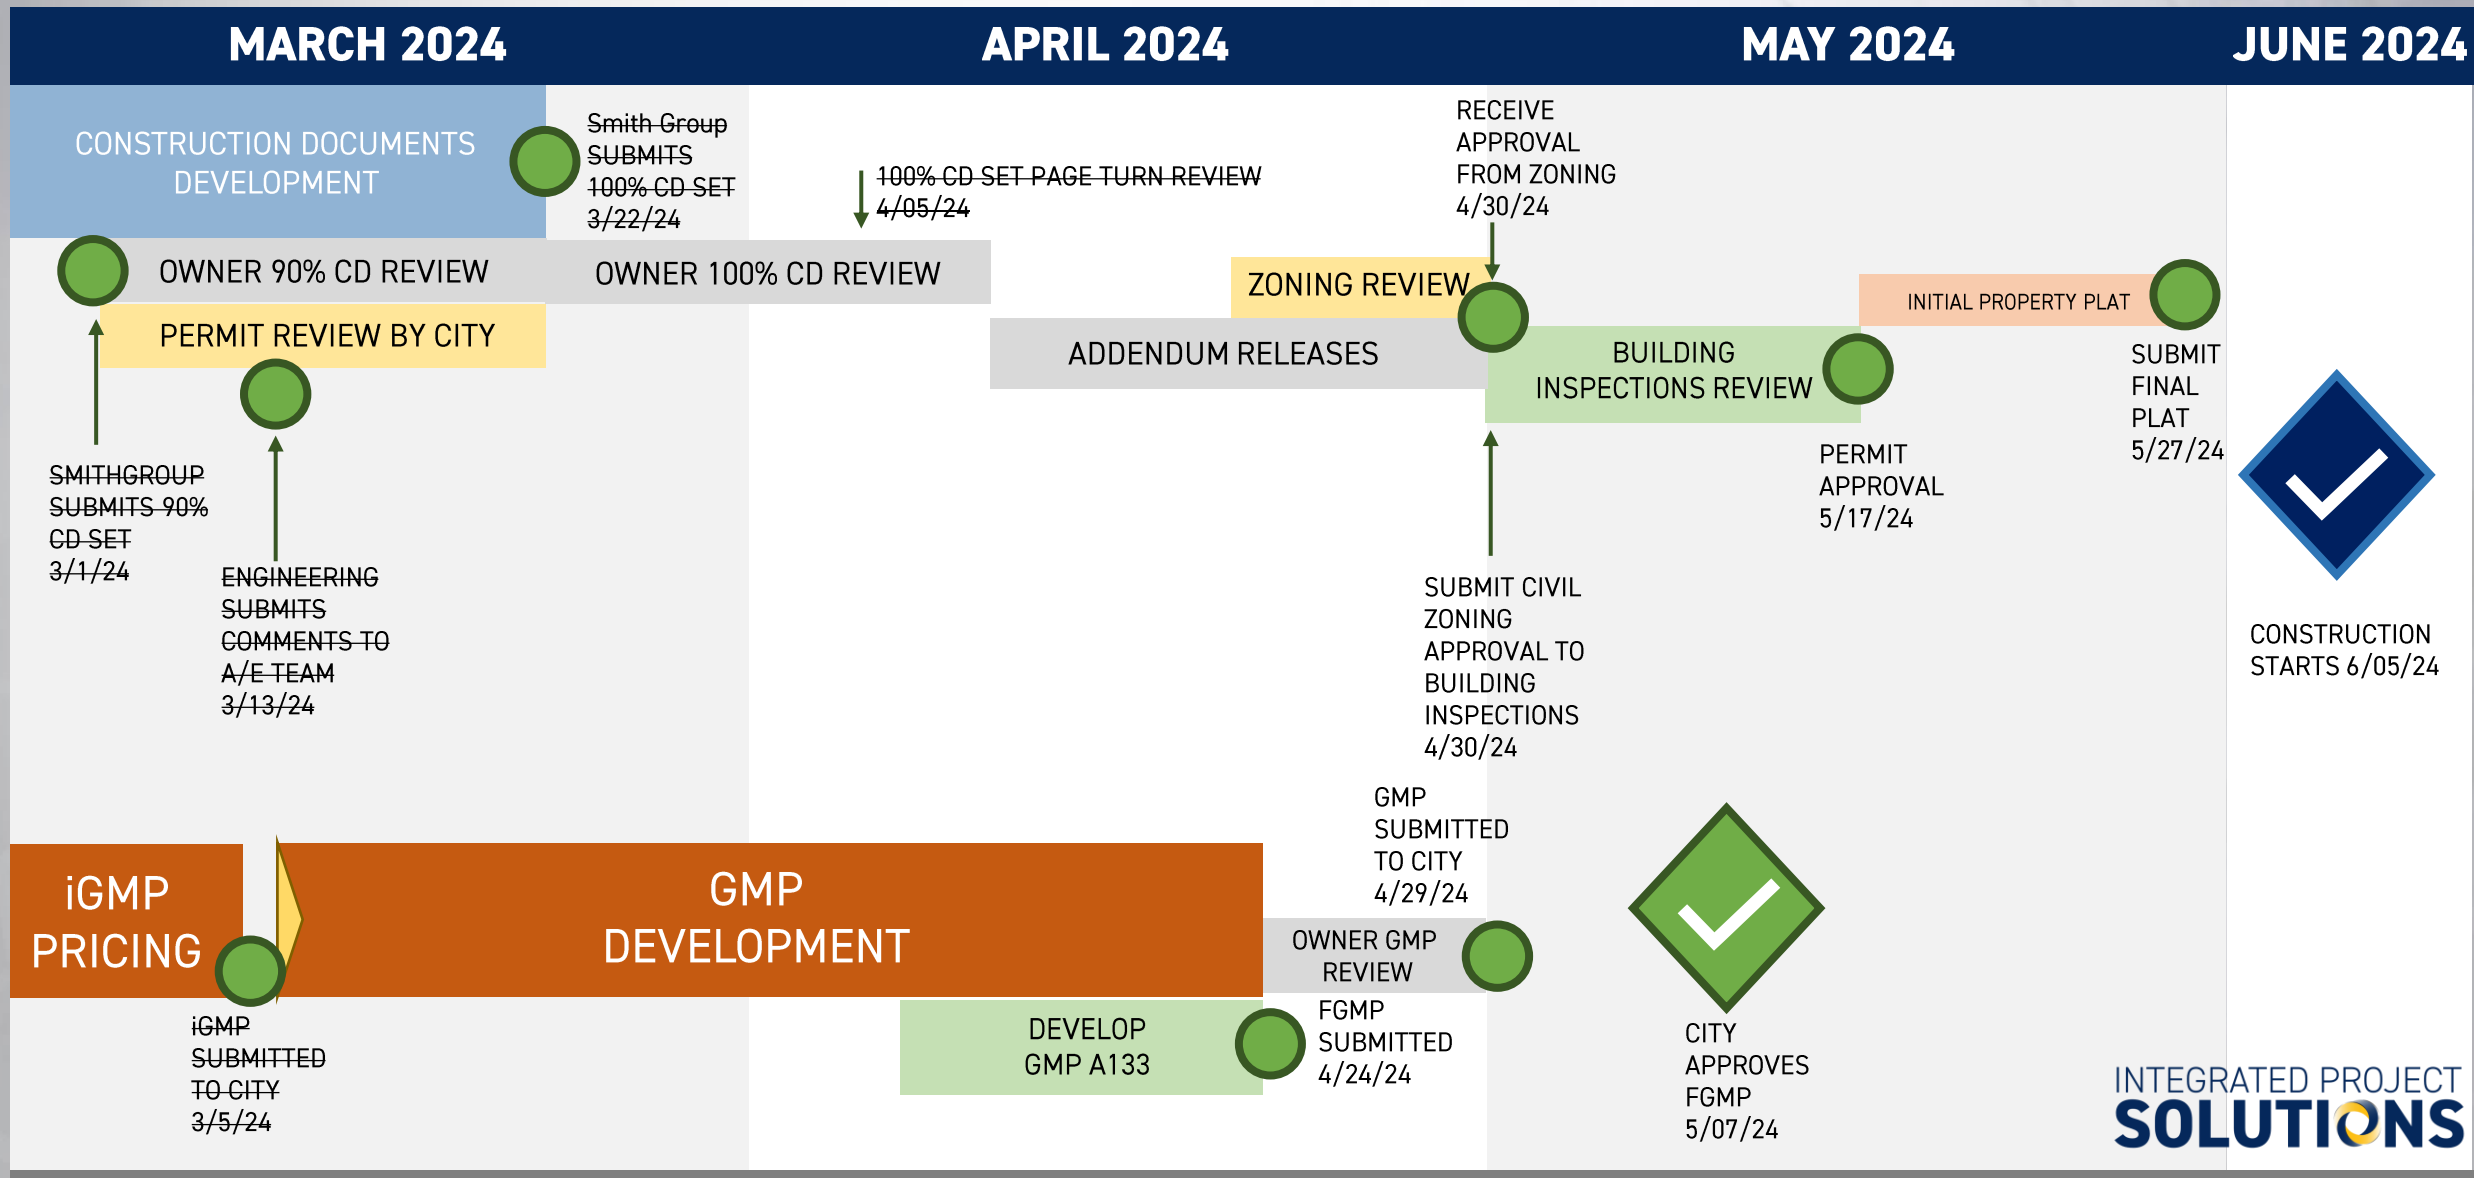 MARCH 2024
APRIL 2024
MAY 2024
JUNE 2024
CONSTRUCTION DOCUMENTS
DEVELOPMENT
Smith Group
SUBMITS
100% CD SET
3/22/24
100% CD SET PAGE TURN REVIEW
4/05/24
RECEIVE
APPROVAL
FROM ZONING
4/30/24
OWNER 90% CD REVIEW
OWNER 100% CD REVIEW
ZONING REVIEW
INITIAL PROPERTY PLAT
PERMIT REVIEW BY CITY
ADDENDUM RELEASES
BUILDING
INSPECTIONS REVIEW
SUBMIT
FINAL
PLAT
5/27/24
SMITHGROUP
SUBMITS 90%
CD SET
3/1/24
PERMIT
APPROVAL
5/17/24
ENGINEERING
SUBMITS
COMMENTS TO
A/E TEAM
3/13/24
SUBMIT CIVIL
ZONING
APPROVAL TO
BUILDING
INSPECTIONS
4/30/24
CONSTRUCTION
STARTS 6/05/24
iGMP
PRICING
GMP
DEVELOPMENT
GMP
SUBMITTED
TO CITY
4/29/24
OWNER GMP
REVIEW
iGMP
SUBMITTED
TO CITY
3/5/24
DEVELOP
GMP A133
FGMP
SUBMITTED
4/24/24
CITY
APPROVES
FGMP
5/07/24
INTEGRATED PROJECT
SOLUTIONS